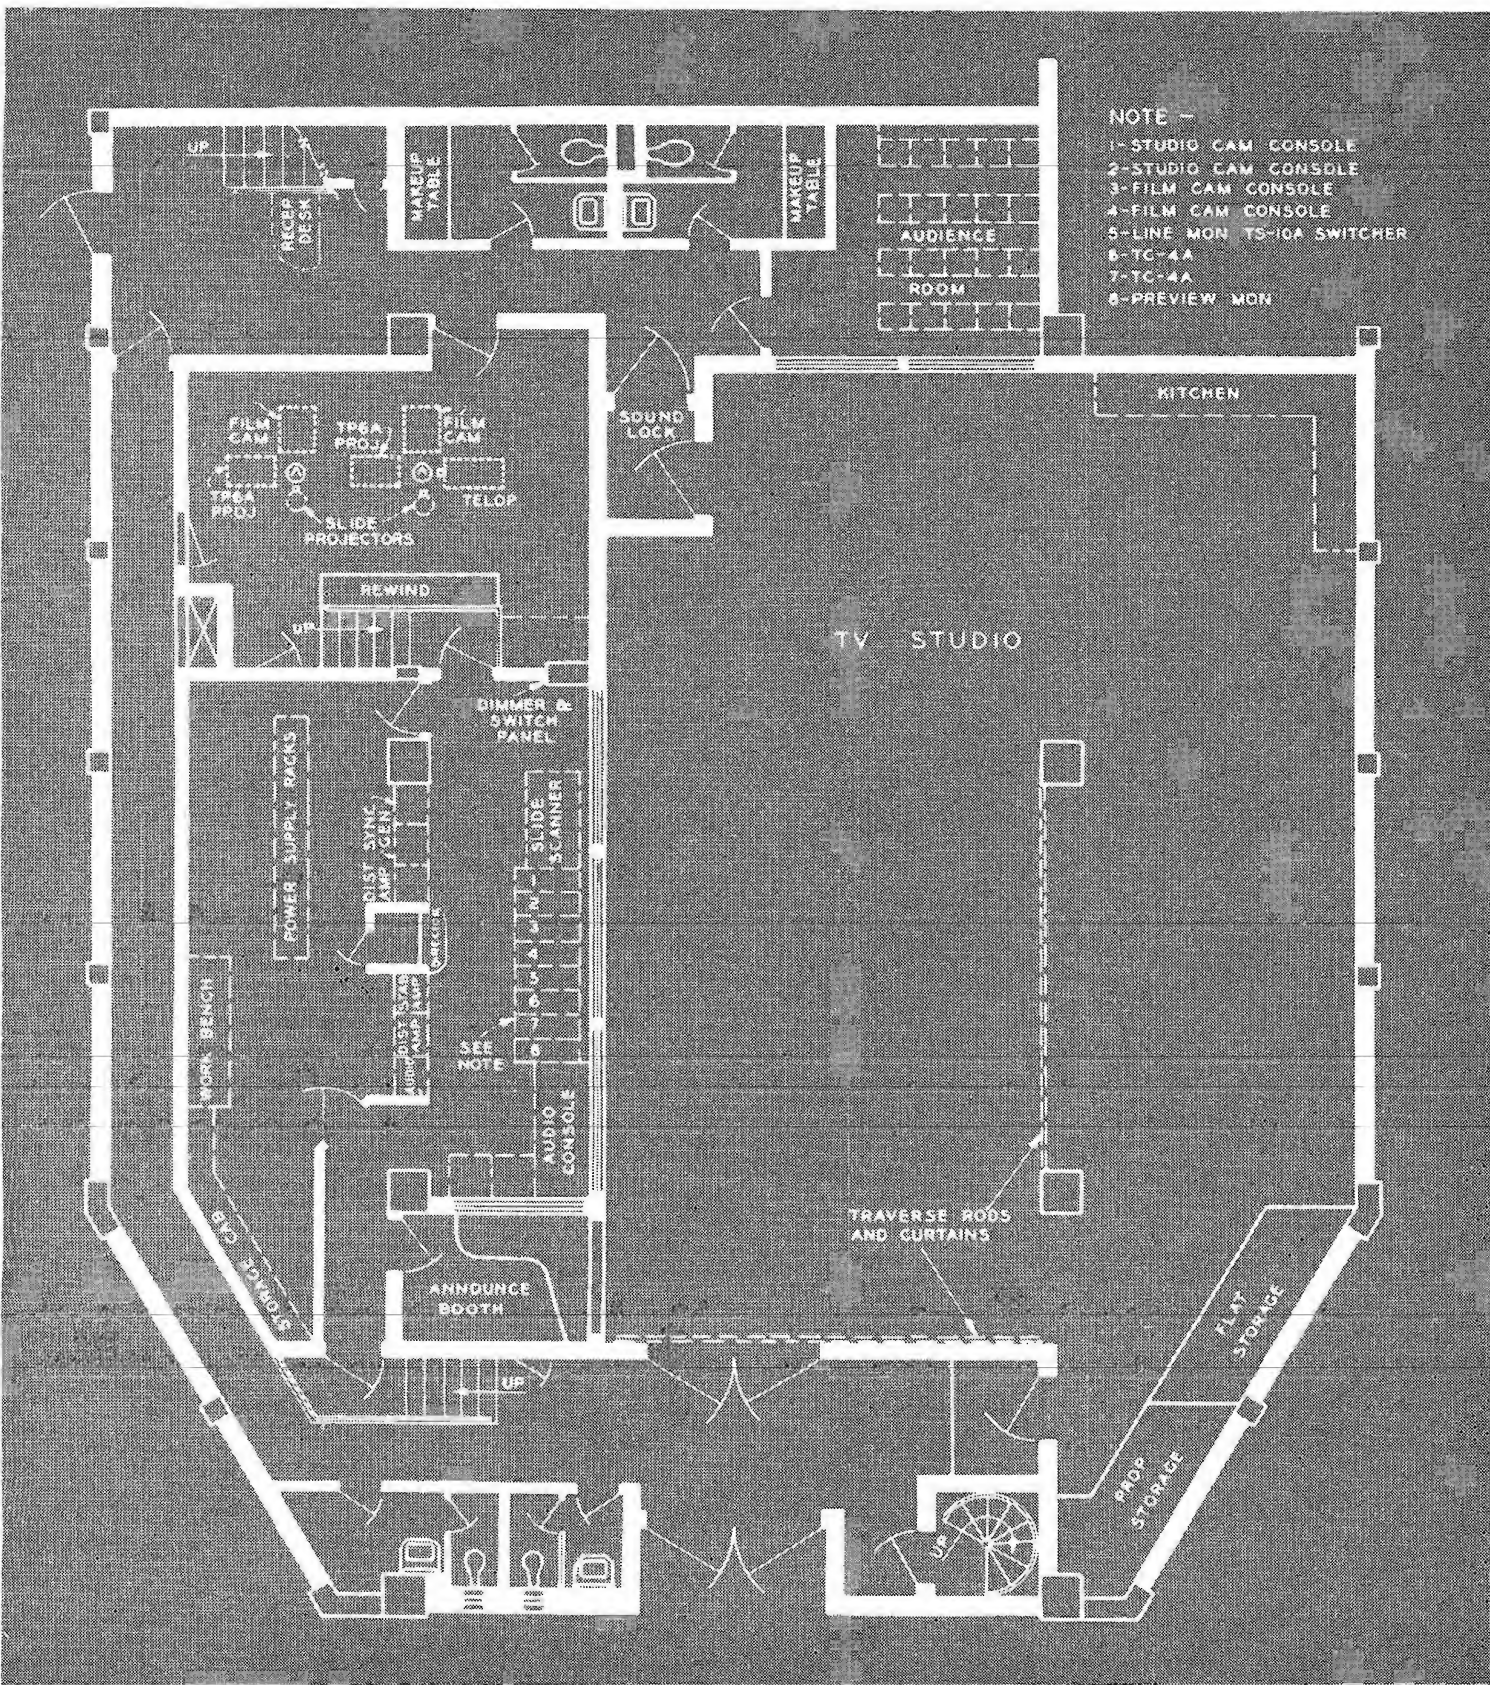 NOTE -
1-STUDIO CAM CONSOLE
2-STUDIO CAM CONSOLE
3-FILM CAM CONSOLE
4-FILM CAM CONSOLE
5-LINE MON TS-10A SWITCHER
6-TC-4A
7-TC-4A
8-PREVIEW MON
UP
RECEP
DESK
MAKEUP
TABLE
MAKEUP
TABLE
AUDIENCE
ROOM
KITCHEN
SOUND
LOCK
FILM
CAM
TP6A
PROJ
FILM
CAM
TP6A
PROJ
TELOP
SLIDE
PROJECTORS
REWIND
UP
TV STUDIO
DIMMER &
SWITCH
PANEL
POWER SUPPLY RACKS
DIST SYNC
AMP GEN
SLIDE
SCANNER
1
2
3
4
5
6
7
8
SEE
NOTE
WORK BENCH
AUDIO
DIST STAB
AMP AMP
AUDIO
CONSOLE
STORAGE CAB
ANNOUNCE
BOOTH
TRAVERSE RODS
AND CURTAINS
FLAT
STORAGE
UP
PROP
STORAGE
UP